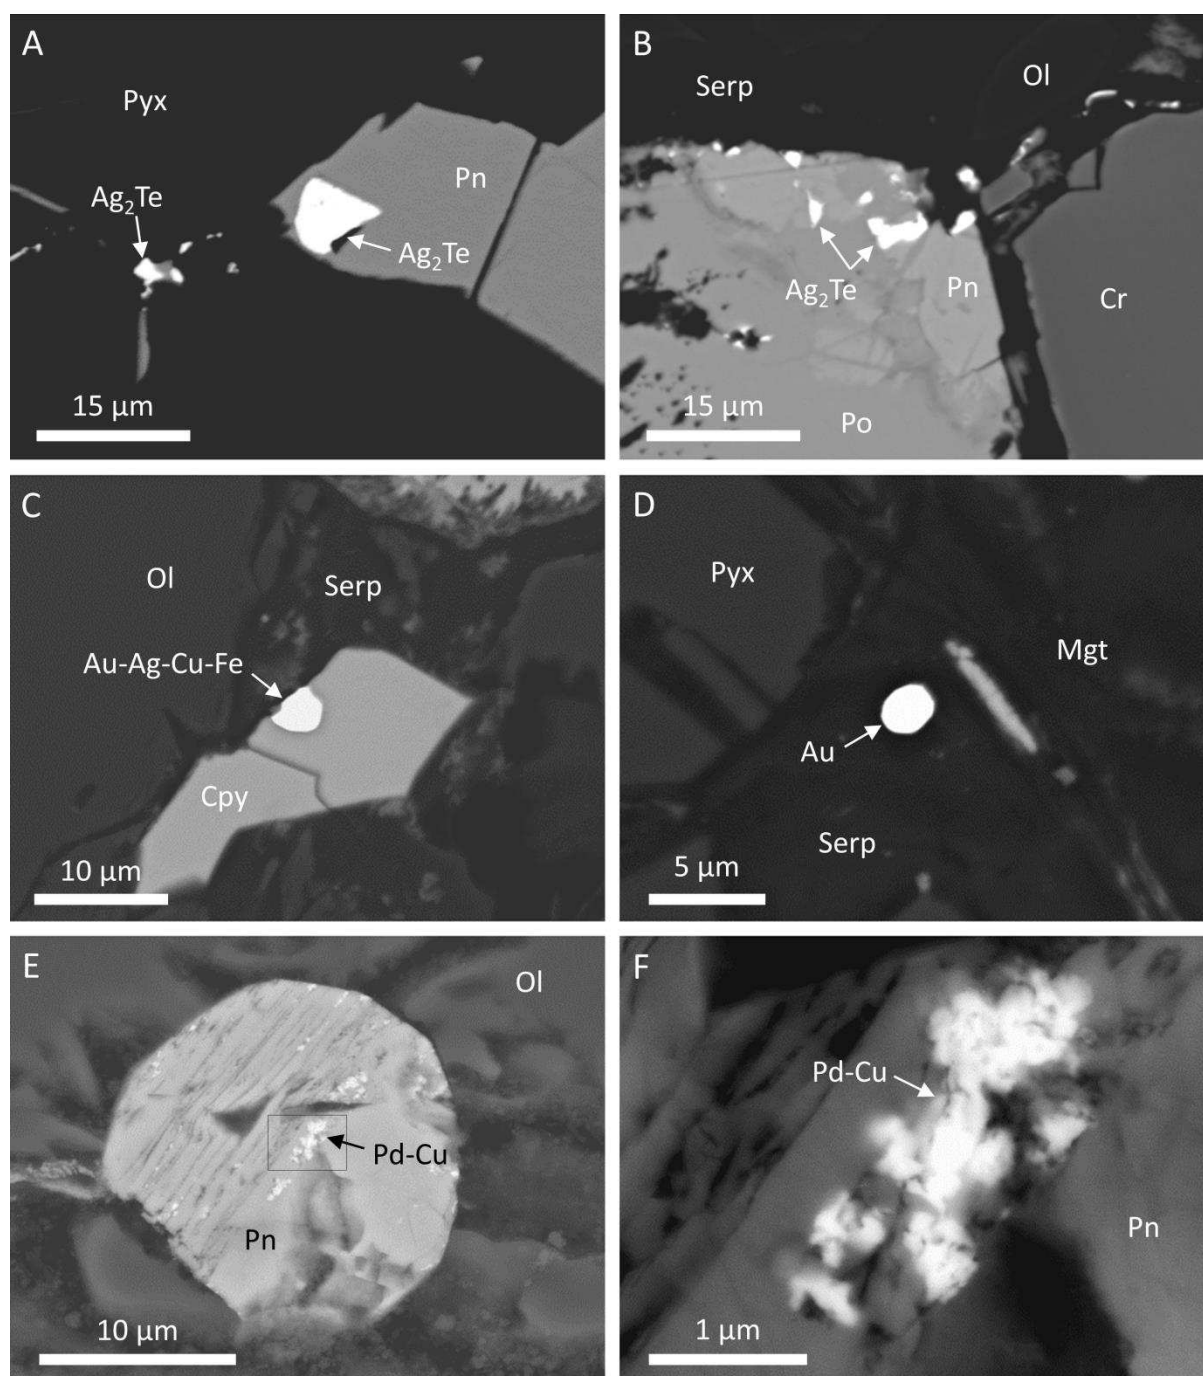 A
Pyx
Pn
Ag₂Te
Ag₂Te
15 µm
B
Serp
Ol
Ag₂Te
Pn
Cr
Po
15 µm
C
Ol
Serp
Au-Ag-Cu-Fe
Cpy
10 µm
D
Pyx
Mgt
Au
Serp
5 µm
E
Ol
Pd-Cu
Pn
10 µm
F
Pd-Cu
Pn
1 µm